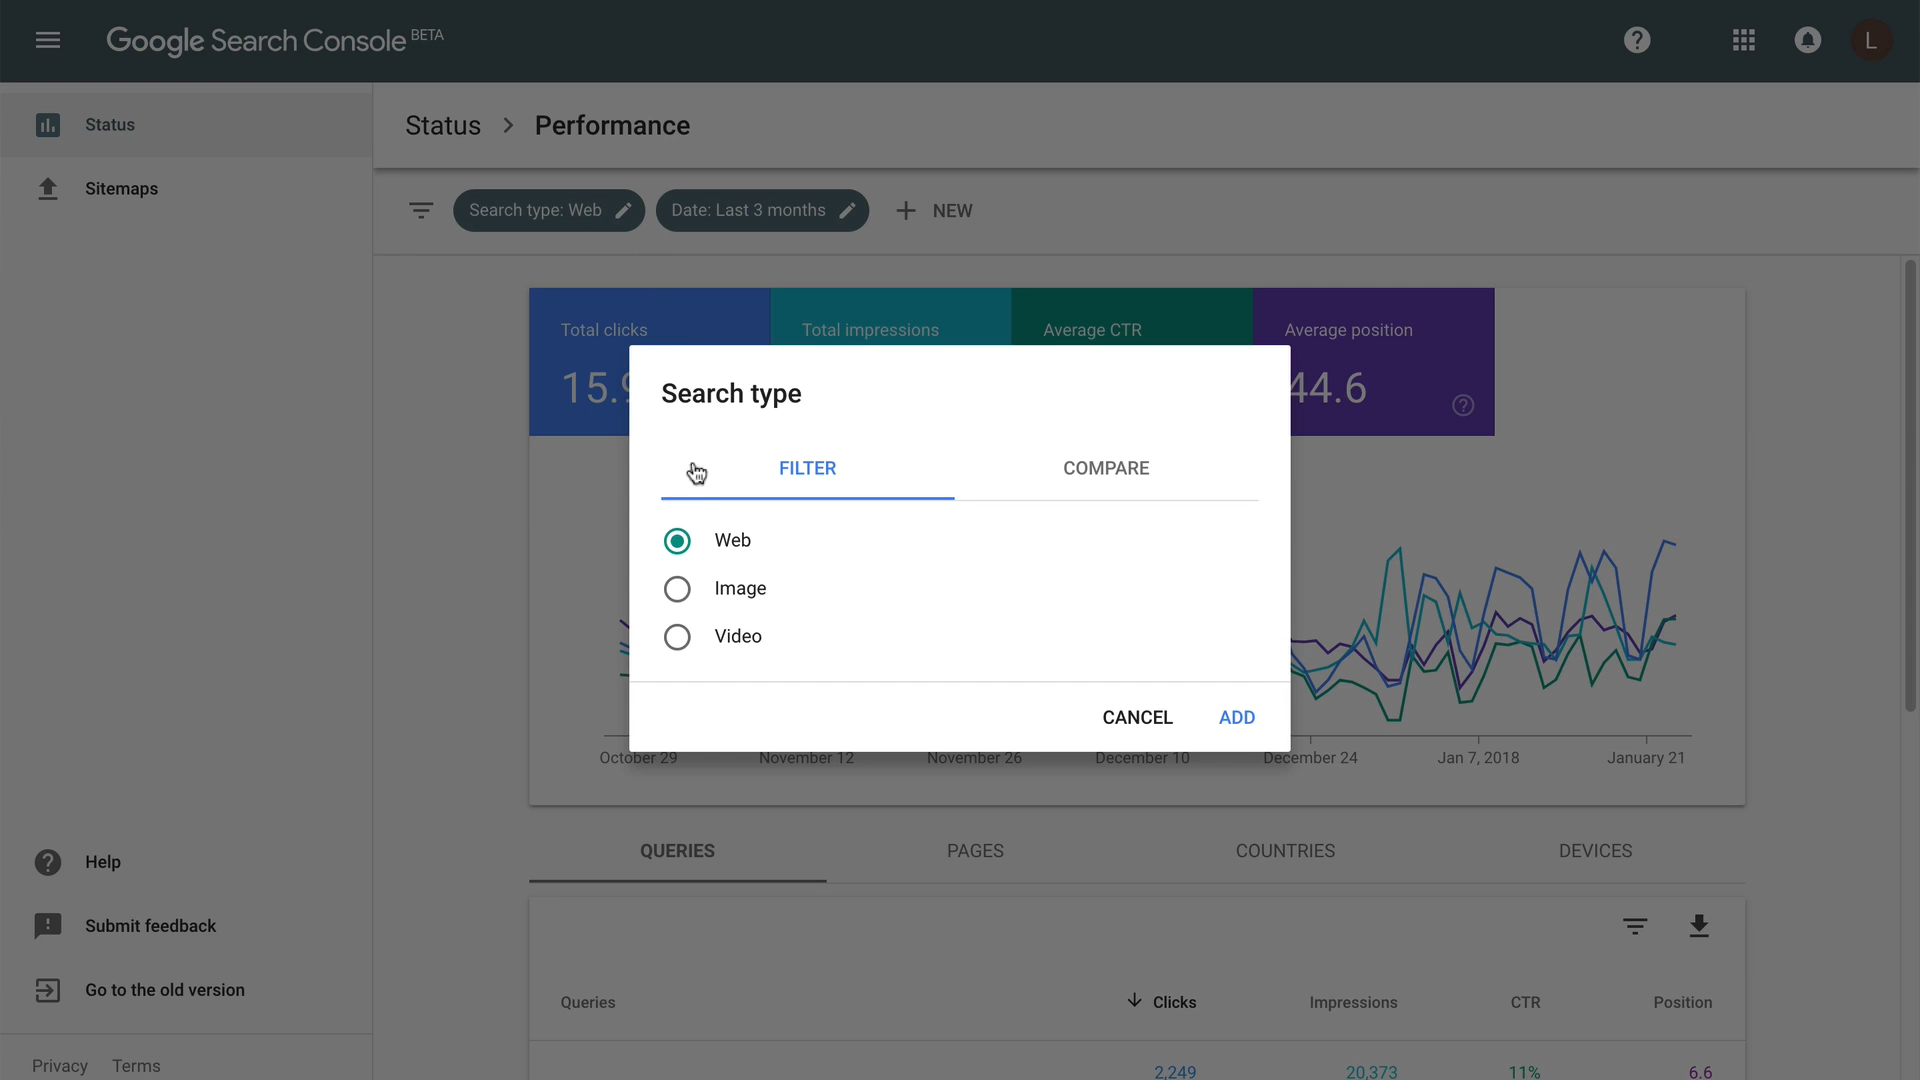 Google Search Console BETA
L
Status
Sitemaps
Status > Performance
Search type: Web
Date: Last 3 months
NEW
Total clicks
Total impressions
Average CTR
Average position
44.6
Search type
FILTER
COMPARE
Web
Image
Video
CANCEL
ADD
October 29
November 12
November 26
December 10
December 24
Jan 7, 2018
January 21
QUERIES
PAGES
COUNTRIES
DEVICES
Queries
Clicks
Impressions
CTR
Position
2,249
20,373
11%
6.6
Help
Submit feedback
Go to the old version
Privacy
Terms